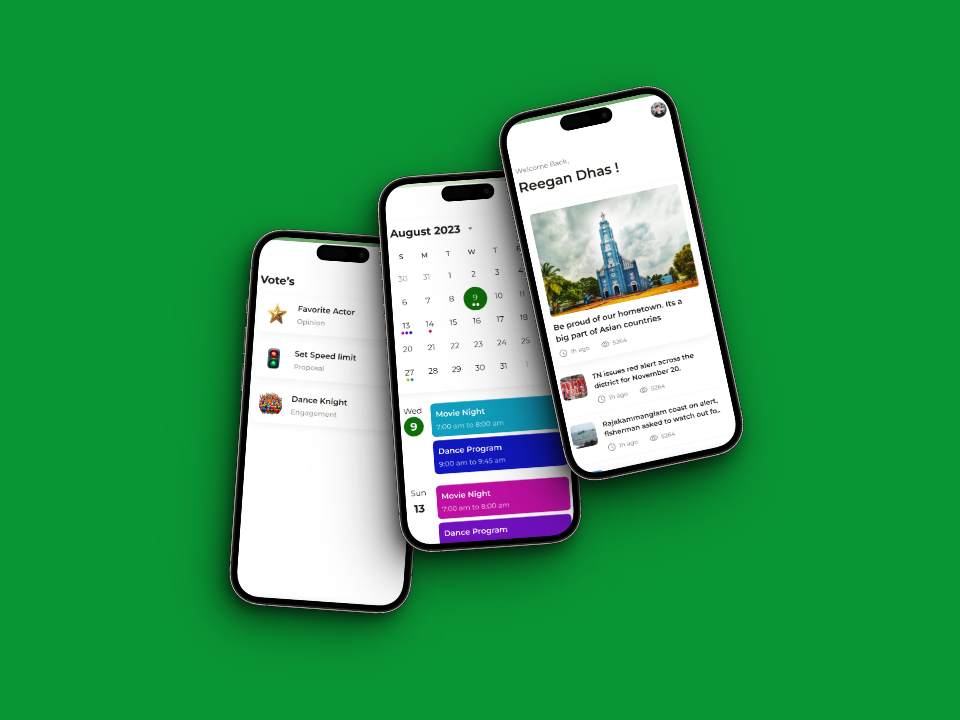 Vote's
Favorite Actor
Opinion
Set Speed limit
Proposal
Dance Knight
Engagement
August 2023
S M T W T
30 31 1 2 3 4
6 7 8 9 10 11
13 14 15 16 17 18
20 21 22 23 24 25
27 28 29 30 31 1
Wed
9
Movie Night
7:00 am to 8:00 am
Dance Program
9:00 am to 9:45 am
Sun
13
Movie Night
7:00 am to 8:00 am
Dance Program
Welcome Back,
Reegan Dhas !
Be proud of our hometown. Its a
big part of Asian countries
1h ago 5264
TN issues red alert across the
district for November 20.
1h ago 5264
Rajakammanglam coast on alert,
fisherman asked to watch out fo..
1h ago 5264